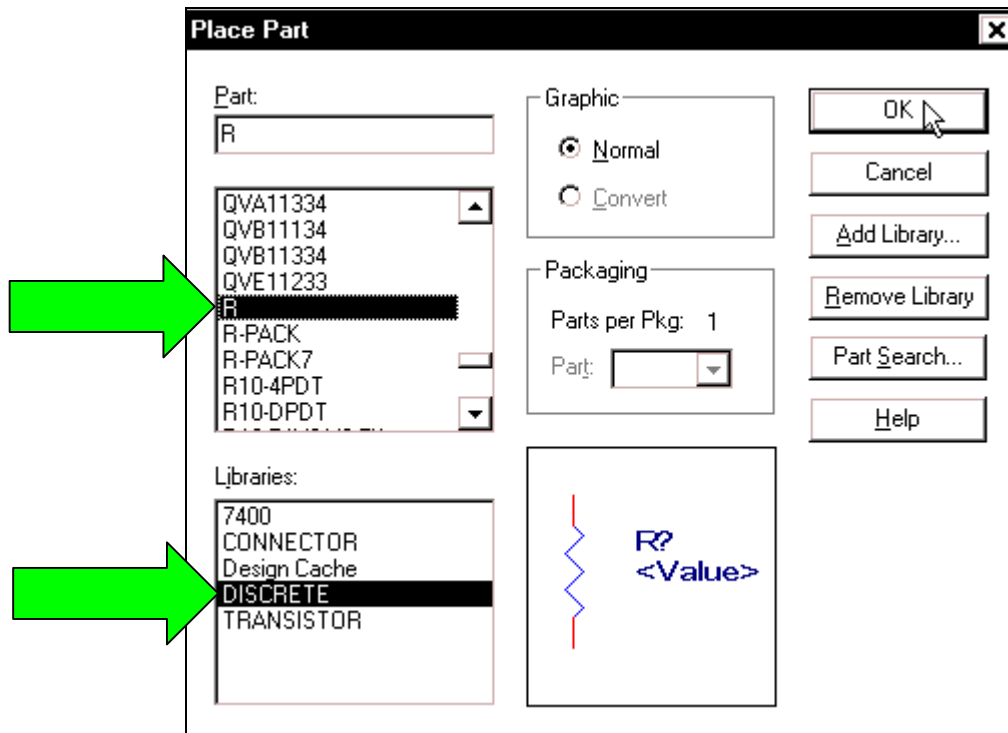 Place Part
Part:
R
QVA11334
QVB11134
QVB11334
QVE11233
R
R-PACK
R-PACK7
R10-4PDT
R10-DPDT
Libraries:
7400
CONNECTOR
Design Cache
DISCRETE
TRANSISTOR
Graphic
Normal
Convert
Packaging
Parts per Pkg: 1
Part:
R?
<Value>
OK
Cancel
Add Library...
Remove Library
Part Search...
Help